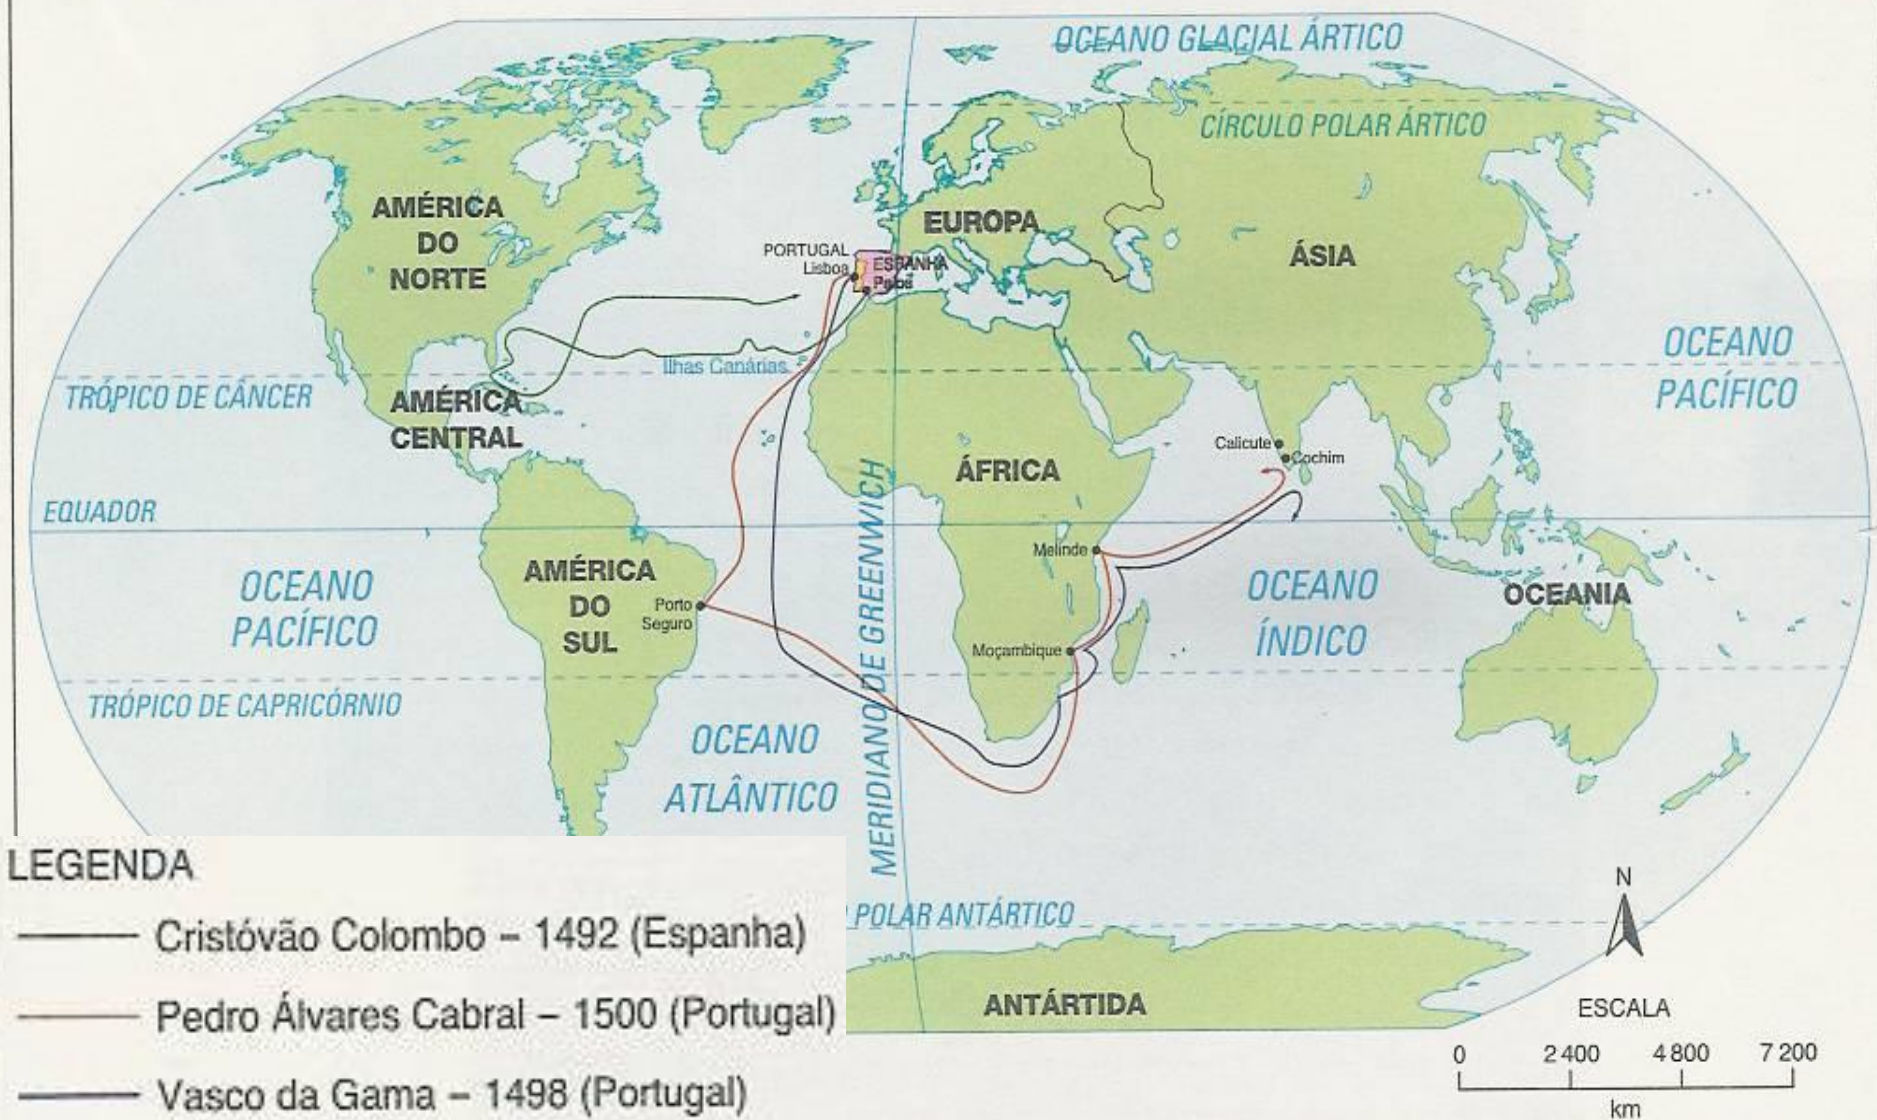 OCEANO GLACIAL ÁRTICO
CÍRCULO POLAR ÁRTICO
AMÉRICA
DO
NORTE
EUROPA
ÁSIA
PORTUGAL
Lisboa
ESPANHA
Palos
OCEANO
PACÍFICO
Ilhas Canárias
TRÓPICO DE CÂNCER
AMÉRICA
CENTRAL
Calicute
Cochim
ÁFRICA
EQUADOR
MERIDIANO DE GREENWICH
Melinde
AMÉRICA
DO
SUL
OCEANO
PACÍFICO
Porto
Seguro
OCEANO
ÍNDICO
OCEANIA
Moçambique
TRÓPICO DE CAPRICÓRNIO
OCEANO
ATLÂNTICO
POLAR ANTÁRTICO
ANTÁRTIDA
LEGENDA
Cristóvão Colombo – 1492 (Espanha)
Pedro Álvares Cabral – 1500 (Portugal)
Vasco da Gama – 1498 (Portugal)
N
ESCALA
0 2 400 4 800 7 200
km